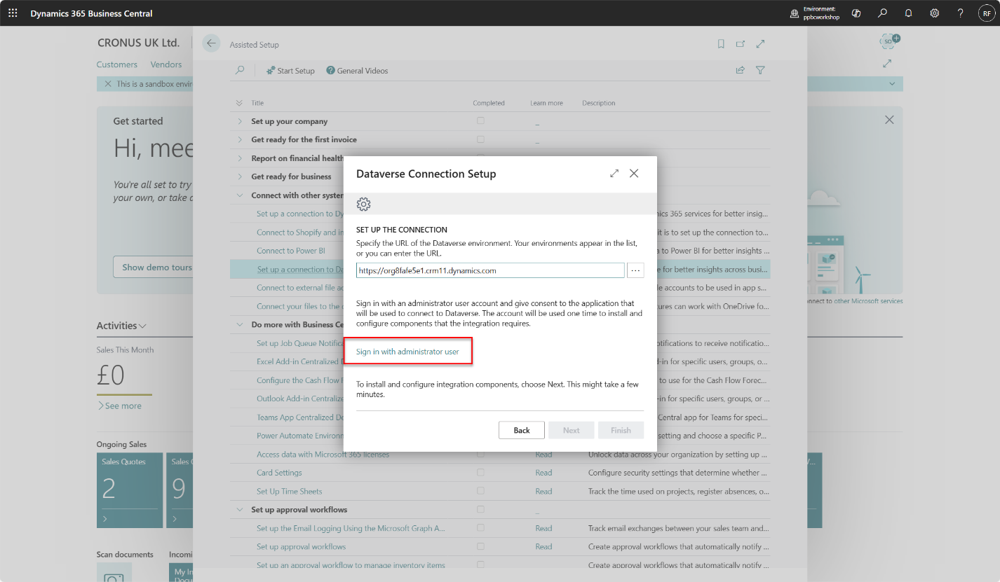 Dynamics 365 Business Central
Environment:
ppbcworkshop
RF
CRONUS UK Ltd.
Customers
Vendors
This is a sandbox envir
Get started
Hi, mee
You're all set to try
your own, or take a
Show demo tours
Activities
Sales This Month
£0
See more
Ongoing Sales
Sales Quotes
2
Sales
9
Scan documents
Incomi
My In
Docu
Assisted Setup
Start Setup
General Videos
Title
Completed
Learn more
Description
Set up your company
Get ready for the first invoice
Report on financial health
Get ready for business
Connect with other system
Set up a connection to Dy
amics 365 services for better insig...
Connect to Shopify and in
it is to set up the connection to...
Connect to Power BI
a to Power BI for better insights ...
Set up a connection to Da
e for better insights across busi...
Connect to external file ac
le accounts to be used in app s...
Connect your files to the c
ures can work with OneDrive fo...
Do more with Business Ce
Set up Job Queue Notifica
otifications to receive notificatio...
Excel Add-in Centralized D
d-in for specific users, groups, o...
Configure the Cash Flow F
to use for the Cash Flow Forec...
Outlook Add-in Centralize
d-in for specific users, groups, or ...
Teams App Centralized De
Central app for Teams for speci...
Power Automate Environm
setting and choose a specific P...
Access data with Microsoft 365 licenses
Read
Unlock data across your organization by setting up ...
Card Settings
Read
Configure security settings that determine whether ...
Set Up Time Sheets
Read
Track the time used on projects, register absences, o...
Set up approval workflows
Set up the Email Logging Using the Microsoft Graph A...
Read
Track email exchanges between your sales team and...
Set up approval workflows
Read
Create approval workflows that automatically notify ...
Set up an approval workflow to manage inventory items
Create approval workflows that automatically notify ...
Dataverse Connection Setup
SET UP THE CONNECTION
Specify the URL of the Dataverse environment. Your environments appear in the list,
or you can enter the URL.
https://org8fafe5e1.crm11.dynamics.com
...
Sign in with an administrator user account and give consent to the application that
will be used to connect to Dataverse. The account will be used one time to install and
configure components that the integration requires.
Sign in with administrator user
To install and configure integration components, choose Next. This might take a few
minutes.
Back
Next
Finish
SO
onnect to other Microsoft services